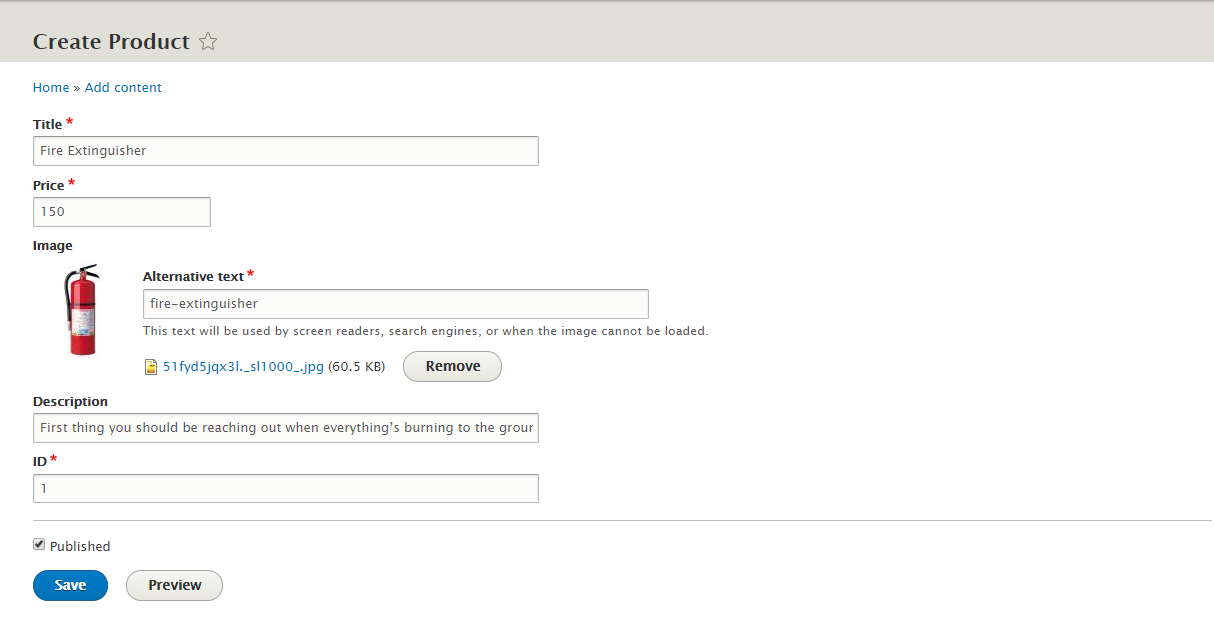 Create Product
Home » Add content
Title *
Fire Extinguisher
Price *
150
Image
Alternative text *
fire-extinguisher
This text will be used by screen readers, search engines, or when the image cannot be loaded.
51fyd5jqx3l._sl1000_.jpg (60.5 KB) Remove
Description
First thing you should be reaching out when everything's burning to the groun
ID *
1
Published
Save Preview